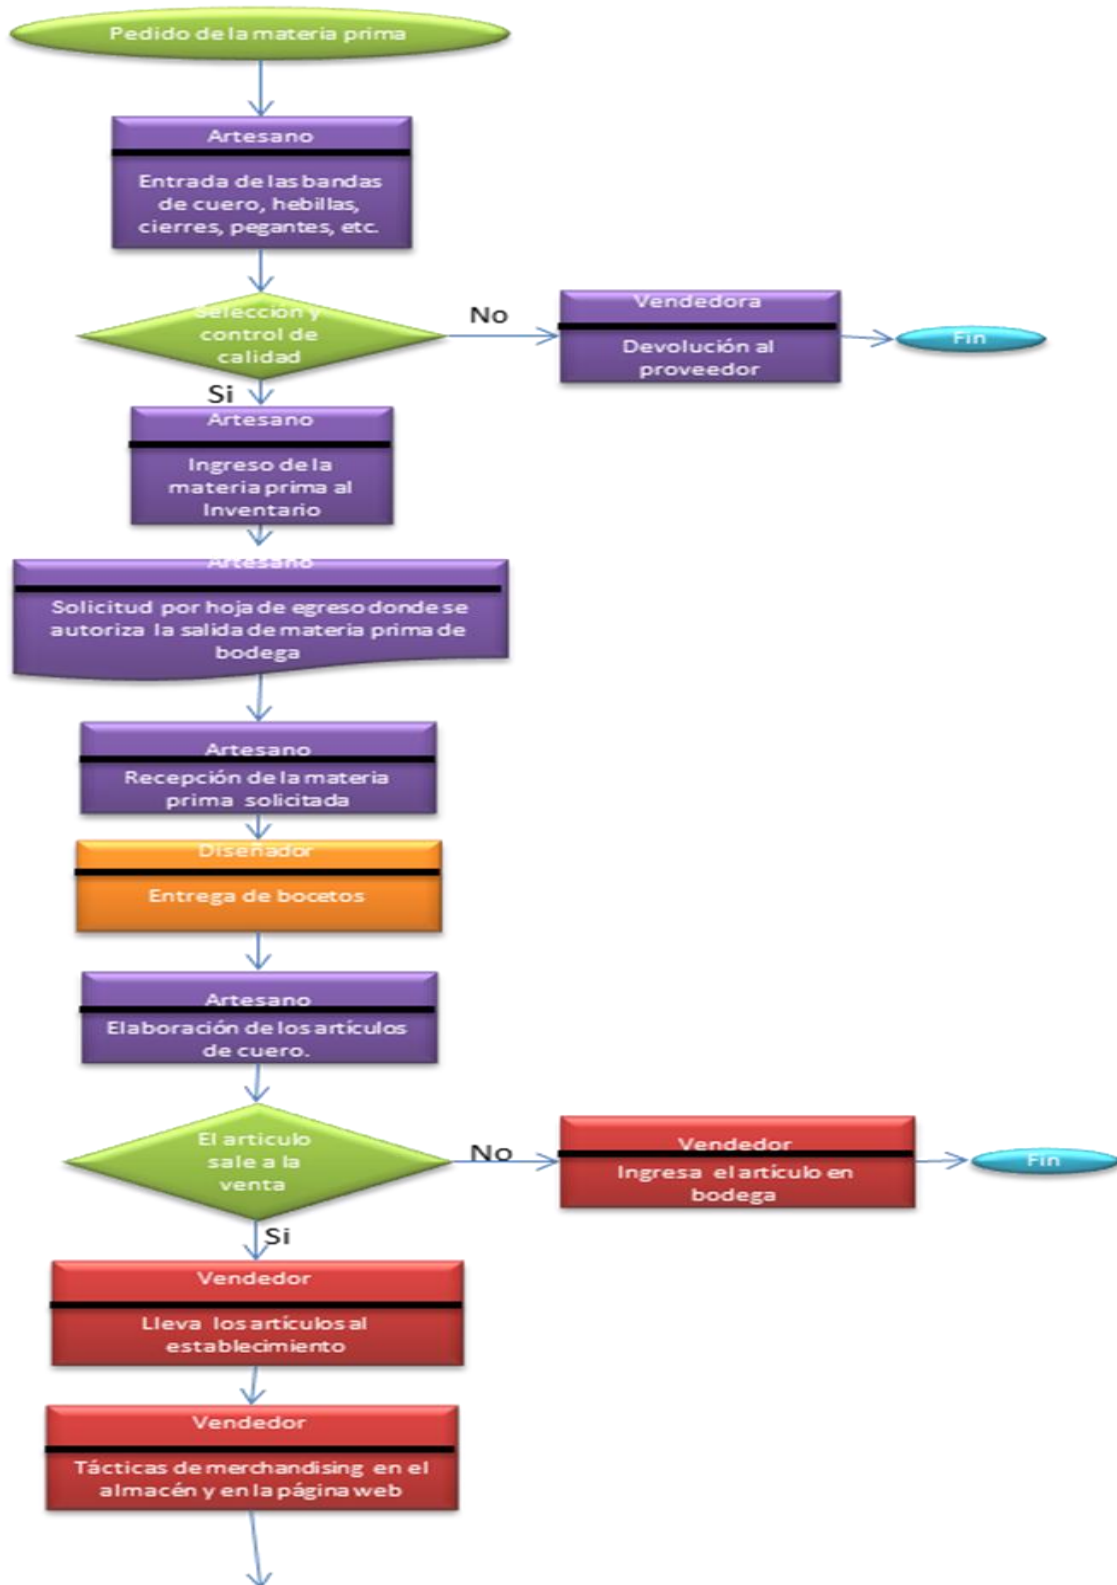 Pedido de la materia prima
Artesano
Entrada de las bandas
de cuero, hebillas,
cierres, pegantes, etc.
Selección y
control de
calidad
No
Vendedora
Devolución al
proveedor
Fin
Si
Artesano
Ingreso de la
materia prima al
Inventario
Artesano
Solicitud por hoja de egreso donde se
autoriza la salida de materia prima de
bodega
Artesano
Recepción de la materia
prima solicitada
Diseñador
Entrega de bocetos
Artesano
Elaboración de los artículos
de cuero.
El articulo
sale a la
venta
No
Vendedor
Ingresa el artículo en
bodega
Fin
Si
Vendedor
Lleva los artículos al
establecimiento
Vendedor
Tácticas de merchandising en el
almacén y en la página web